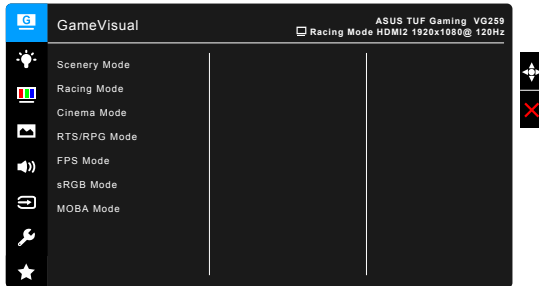 G
GameVisual
ASUS TUF Gaming VG259
Racing Mode HDMI2 1920x1080@ 120Hz
Scenery Mode
Racing Mode
Cinema Mode
RTS/RPG Mode
FPS Mode
sRGB Mode
MOBA Mode